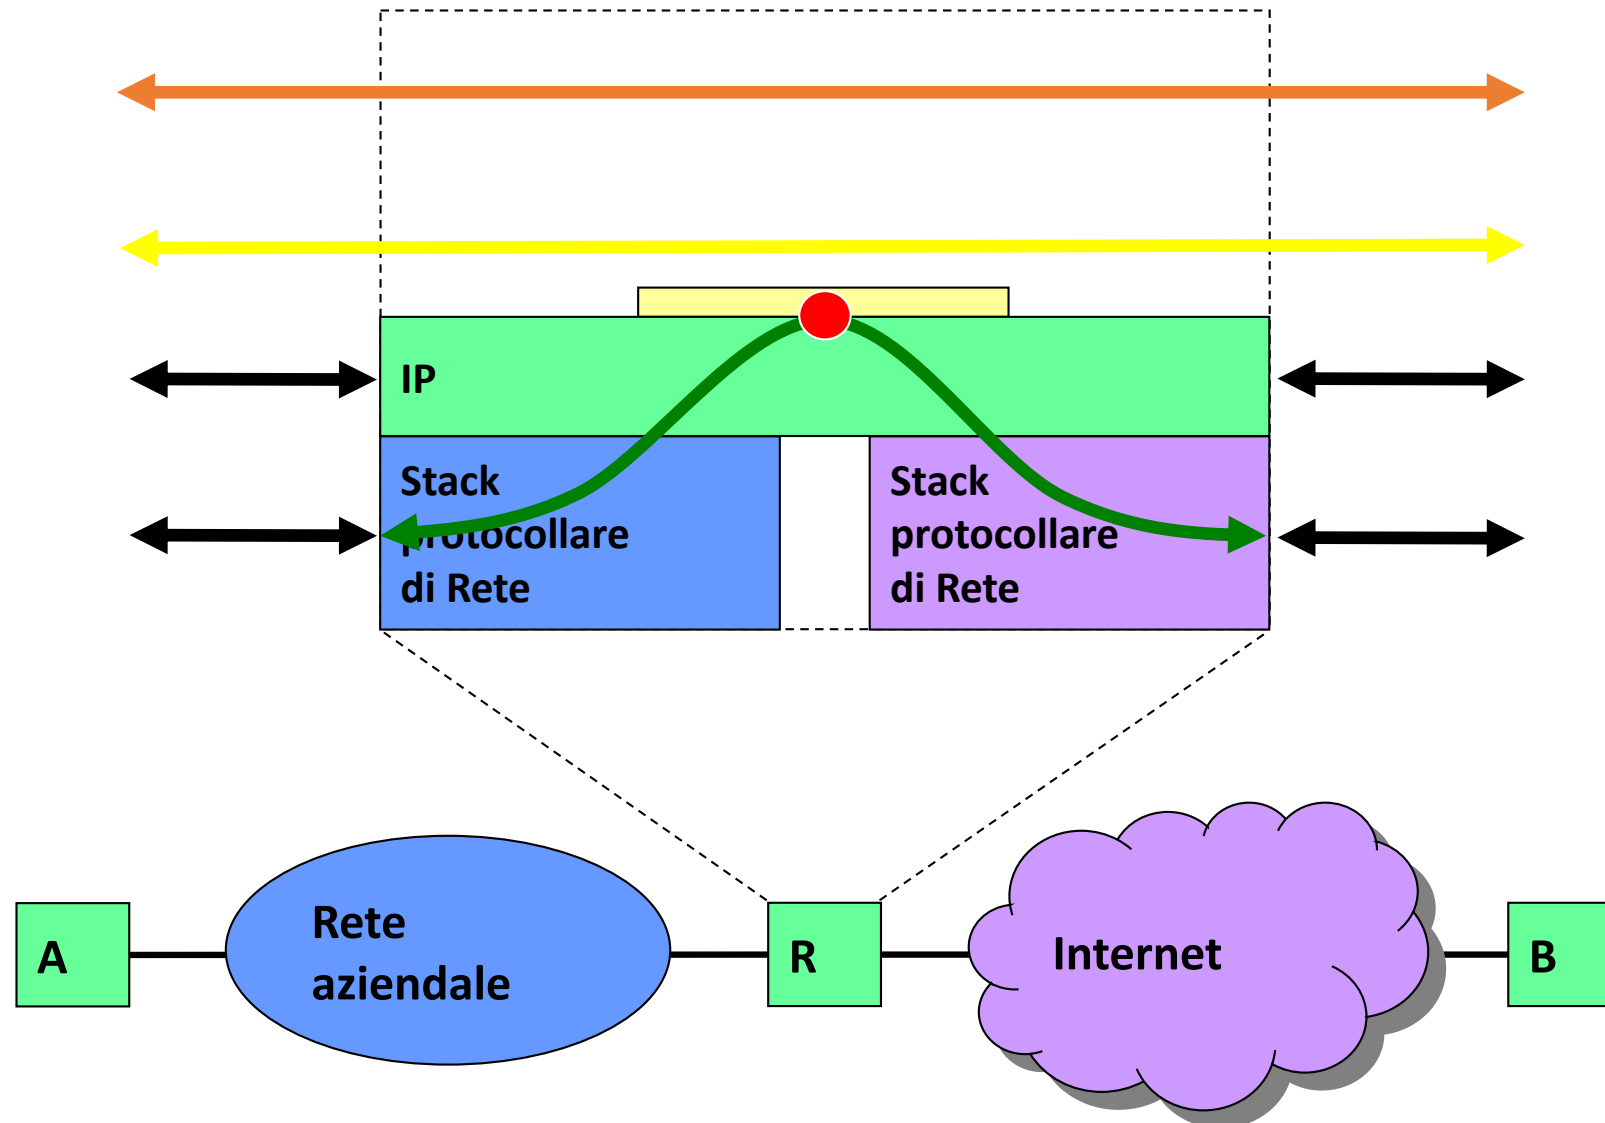 IP
Stack
protocollare
di Rete
Stack
protocollare
di Rete
A
Rete
aziendale
R
Internet
B